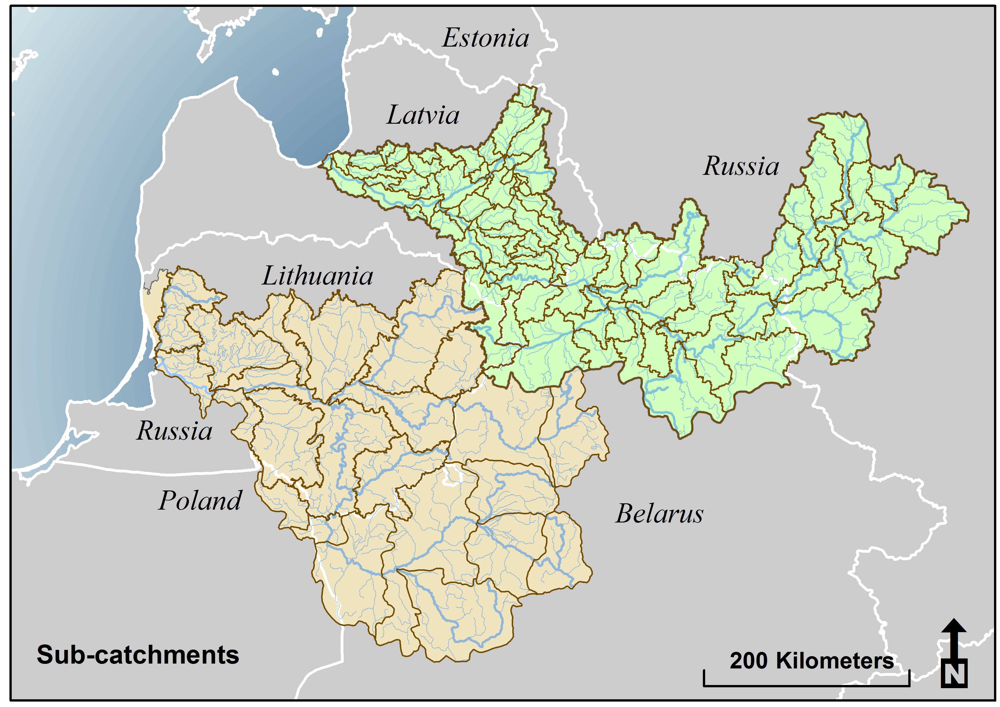 Estonia
Latvia
Russia
Lithuania
Russia
Poland
Belarus
Sub-catchments
200 Kilometers
N